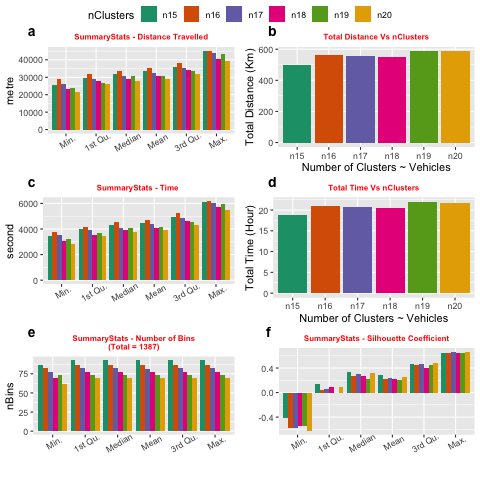 nClusters n15 n16 n17 n18 n19 n20
a
SummaryStats - Distance Travelled
metre
40000
30000
20000
10000
0
Min. 1st Qu. Median Mean 3rd Qu. Max.
b
Total Distance Vs nClusters
Total Distance (Km)
600
400
200
0
n15 n16 n17 n18 n19 n20
Number of Clusters ~ Vehicles
c
SummaryStats - Time
second
6000
4000
2000
0
Min. 1st Qu. Median Mean 3rd Qu. Max.
d
Total Time Vs nClusters
Total Time (Hour)
20
15
10
5
0
n15 n16 n17 n18 n19 n20
Number of Clusters ~ Vehicles
e
SummaryStats - Number of Bins
(Total = 1387)
nBins
75
50
25
0
Min. 1st Qu. Median Mean 3rd Qu. Max.
f
SummaryStats - Silhouette Coefficient
0.4
0.0
-0.4
Min. 1st Qu. Median Mean 3rd Qu. Max.